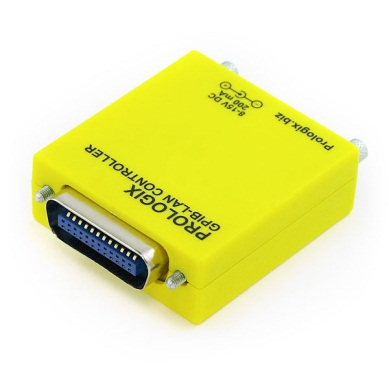 PROLOGIX
GPIB-LAN CONTROLLER
8-15V DC
200 mA
Prologix.biz